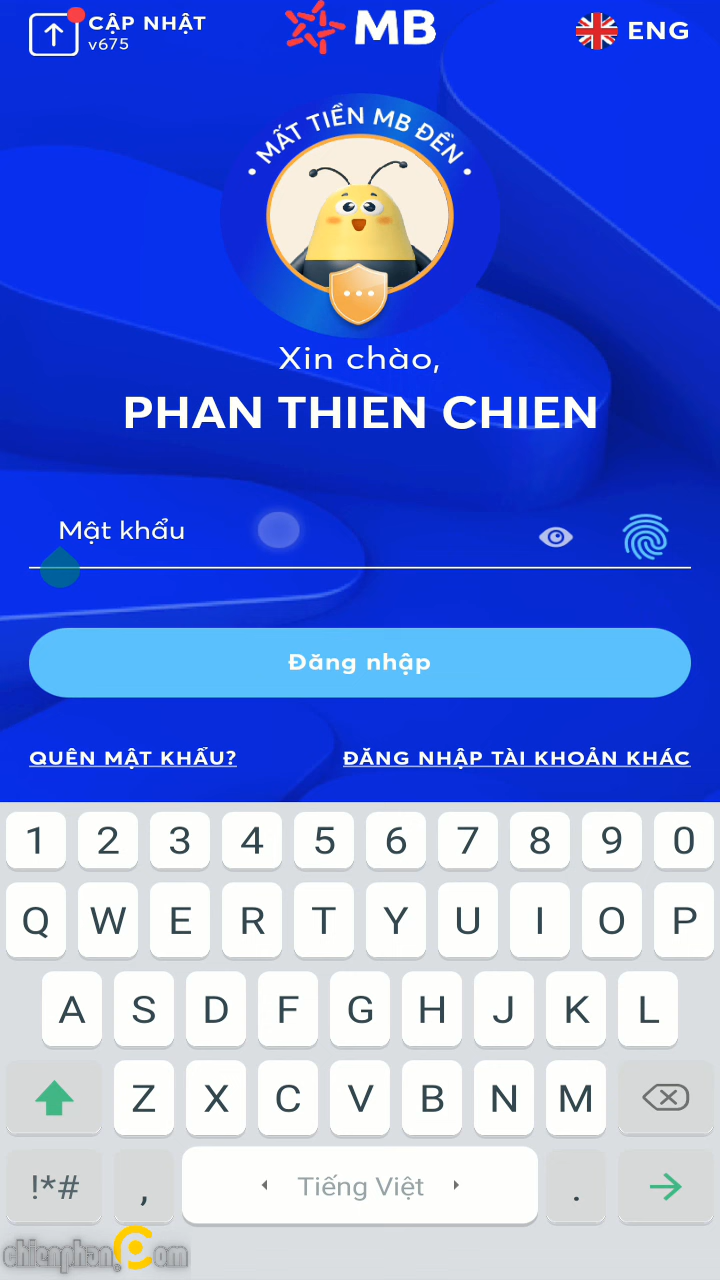 CẬP NHẬT
v675
MB
ENG
• MẤT TIỀN MB ĐỀN •
Xin chào,
PHAN THIEN CHIEN
Mật khẩu
Đăng nhập
QUÊN MẬT KHẨU?
ĐĂNG NHẬP TÀI KHOẢN KHÁC
1 2 3 4 5 6 7 8 9 0
Q W E R T Y U I O P
A S D F G H J K L
Z X C V B N M
!*# , Tiếng Việt .
chienphan.com